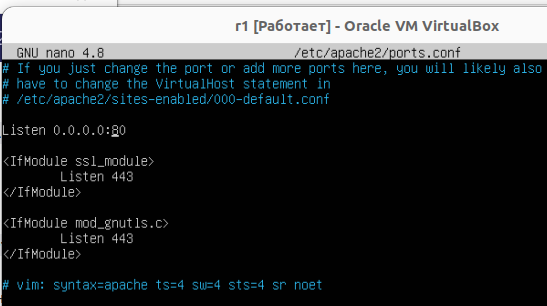 r1 [Работает] - Oracle VM VirtualBox
GNU nano 4.8 /etc/apache2/ports.conf
# If you just change the port or add more ports here, you will likely also
# have to change the VirtualHost statement in
# /etc/apache2/sites-enabled/000-default.conf
Listen 0.0.0.0:80
<IfModule ssl_module>
Listen 443
</IfModule>
<IfModule mod_gnutls.c>
Listen 443
</IfModule>
# vim: syntax=apache ts=4 sw=4 sts=4 sr noet